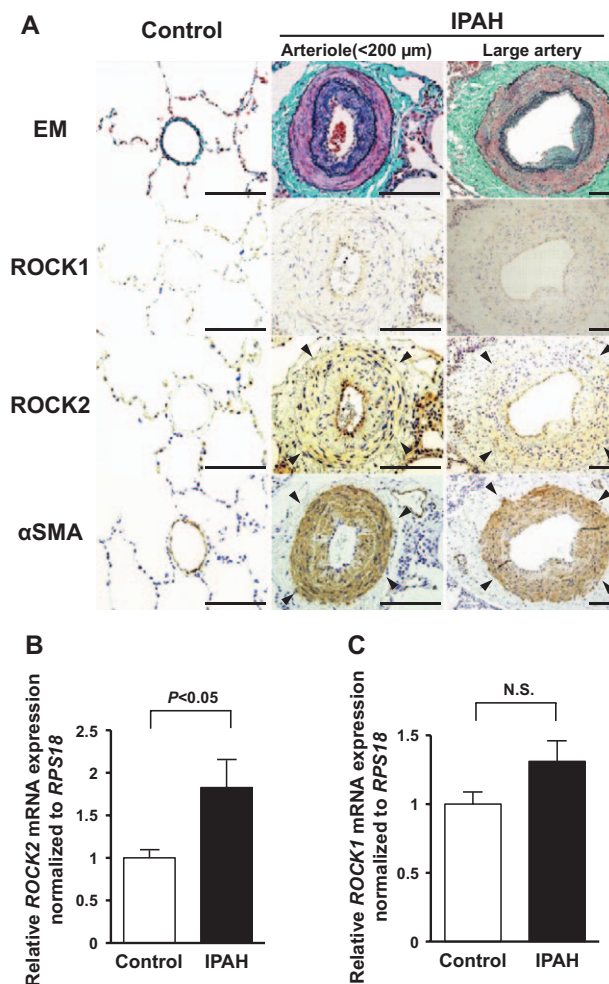 A
Control
IPAH
Arteriole(<200 µm)
Large artery
EM
ROCK1
ROCK2
αSMA
B
Relative ROCK2 mRNA expression
normalized to RPS18
P<0.05
2.5
2
1.5
1
0.5
0
Control
IPAH
C
Relative ROCK1 mRNA expression
normalized to RPS18
N.S.
1.5
1
0.5
0
Control
IPAH